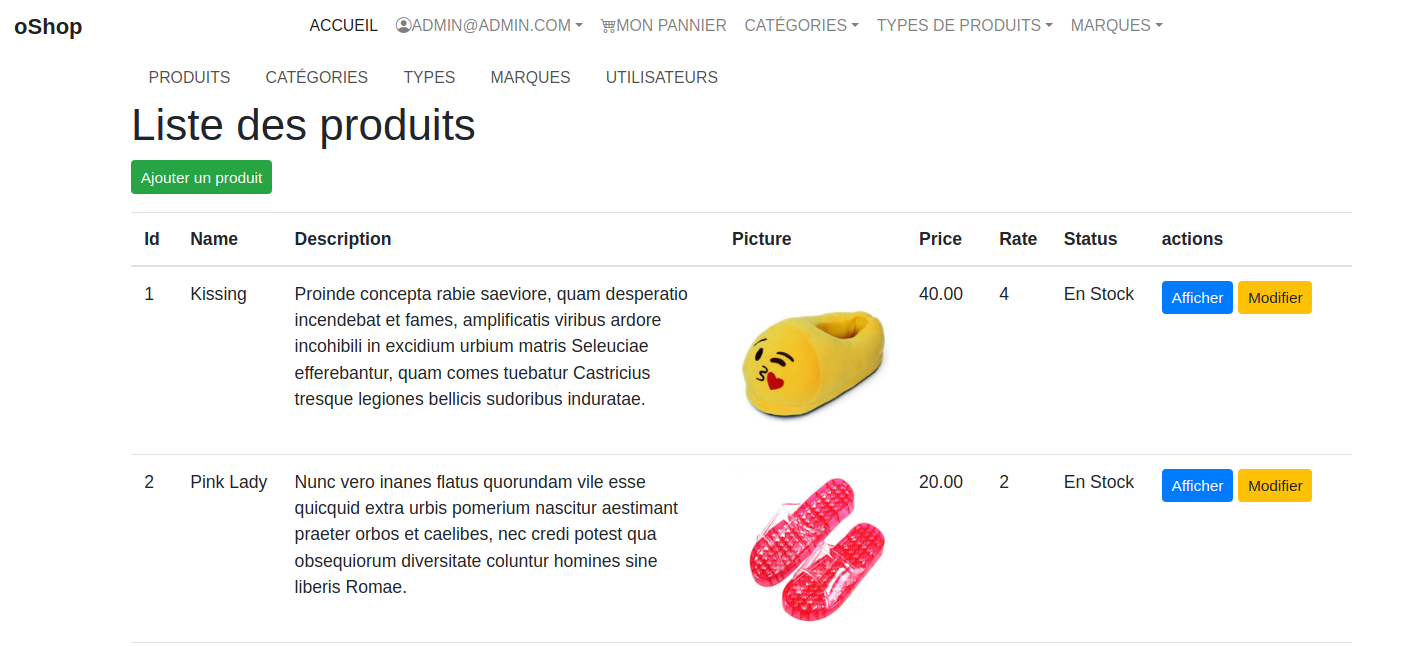 oShop ACCUEIL ADMIN@ADMIN.COM MON PANNIER CATÉGORIES TYPES DE PRODUITS MARQUES
PRODUITS CATÉGORIES TYPES MARQUES UTILISATEURS
Liste des produits
Ajouter un produit
Id Name Description Picture Price Rate Status actions
1 Kissing Proinde concepta rabie saeviore, quam desperatio 40.00 4 En Stock Afficher Modifier
incendebat et fames, amplificatis viribus ardore
incohibili in excidium urbium matris Seleuciae
efferebantur, quam comes tuebatur Castricius
tresque legiones bellicis sudoribus induratae.
2 Pink Lady Nunc vero inanes flatus quorundam vile esse 20.00 2 En Stock Afficher Modifier
quicquid extra urbis pomerium nascitur aestimant
praeter orbos et caelibes, nec credi potest qua
obsequiorum diversitate coluntur homines sine
liberis Romae.